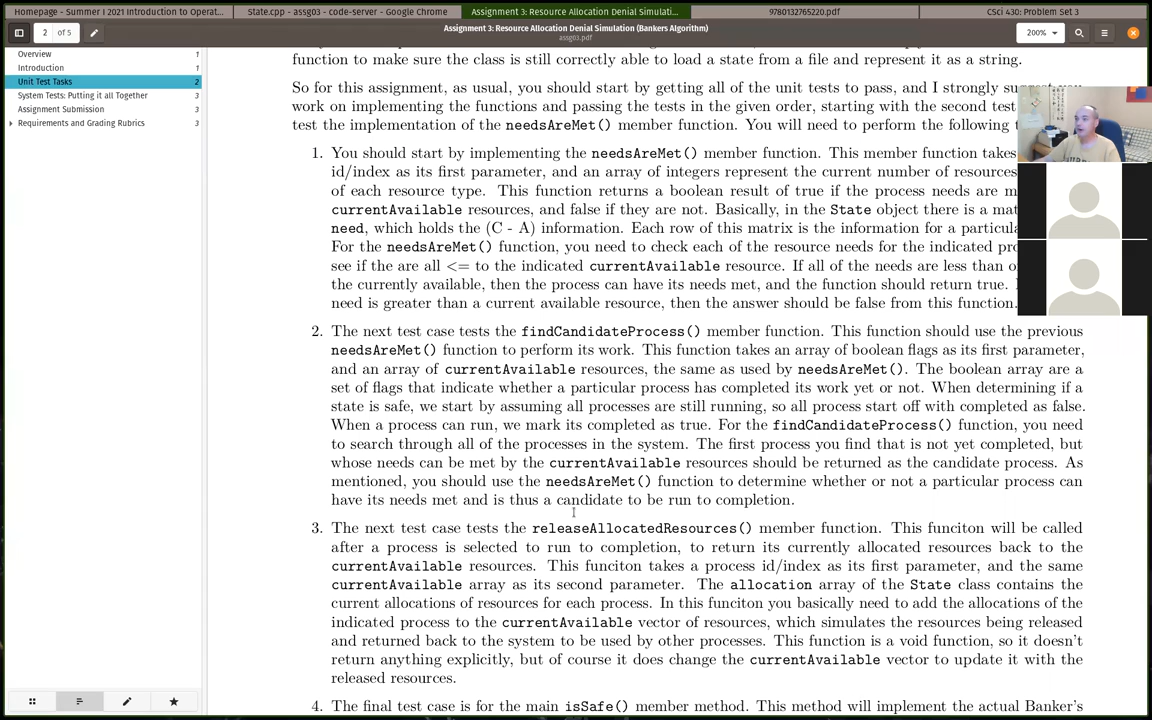 Homepage - Summer I 2021 Introduction to Operat...
State.cpp - assg03 - code-server - Google Chrome
Assignment 3: Resource Allocation Denial Simulati...
9780132765220.pdf
CSci 430: Problem Set 3
2 of 5
Assignment 3: Resource Allocation Denial Simulation (Bankers Algorithm)
assg03.pdf
200%
Overview 1
Introduction 1
Unit Test Tasks 2
System Tests: Putting it all Together 3
Assignment Submission 3
Requirements and Grading Rubrics 3
function to make sure the class is still correctly able to load a state from a file and represent it as a string.
So for this assignment, as usual, you should start by getting all of the unit tests to pass, and I strongly
work on implementing the functions and passing the tests in the given order, starting with the second test
test the implementation of the needsAreMet() member function. You will need to perform the following
1. You should start by implementing the needsAreMet() member function. This member function takes
id/index as its first parameter, and an array of integers represent the current number of resources
of each resource type. This function returns a boolean result of true if the process needs are
currentAvailable resources, and false if they are not. Basically, in the State object there is a
need, which holds the (C - A) information. Each row of this matrix is the information for a
For the needsAreMet() function, you need to check each of the resource needs for the indicated
see if the are all <= to the indicated currentAvailable resource. If all of the needs are less than
the currently available, then the process can have its needs met, and the function should return true.
need is greater than a current available resource, then the answer should be false from this function.
2. The next test case tests the findCandidateProcess() member function. This function should use the previous
needsAreMet() function to perform its work. This function takes an array of boolean flags as its first parameter,
and an array of currentAvailable resources, the same as used by needsAreMet(). The boolean array are a
set of flags that indicate whether a particular process has completed its work yet or not. When determining if a
state is safe, we start by assuming all processes are still running, so all process start off with completed as false.
When a process can run, we mark its completed as true. For the findCandidateProcess() function, you need
to search through all of the processes in the system. The first process you find that is not yet completed, but
whose needs can be met by the currentAvailable resources should be returned as the candidate process. As
mentioned, you should use the needsAreMet() function to determine whether or not a particular process can
have its needs met and is thus a candidate to be run to completion.
3. The next test case tests the releaseAllocatedResources() member function. This funciton will be called
after a process is selected to run to completion, to return its currently allocated resources back to the
currentAvailable resources. This funciton takes a process id/index as its first parameter, and the same
currentAvailable array as its second parameter. The allocation array of the State class contains the
current allocations of resources for each process. In this funciton you basically need to add the allocations of the
indicated process to the currentAvailable vector of resources, which simulates the resources being released
and returned back to the system to be used by other processes. This function is a void function, so it doesn't
return anything explicitly, but of course it does change the currentAvailable vector to update it with the
released resources.
4. The final test case is for the main isSafe() member method. This method will implement the actual Banker's